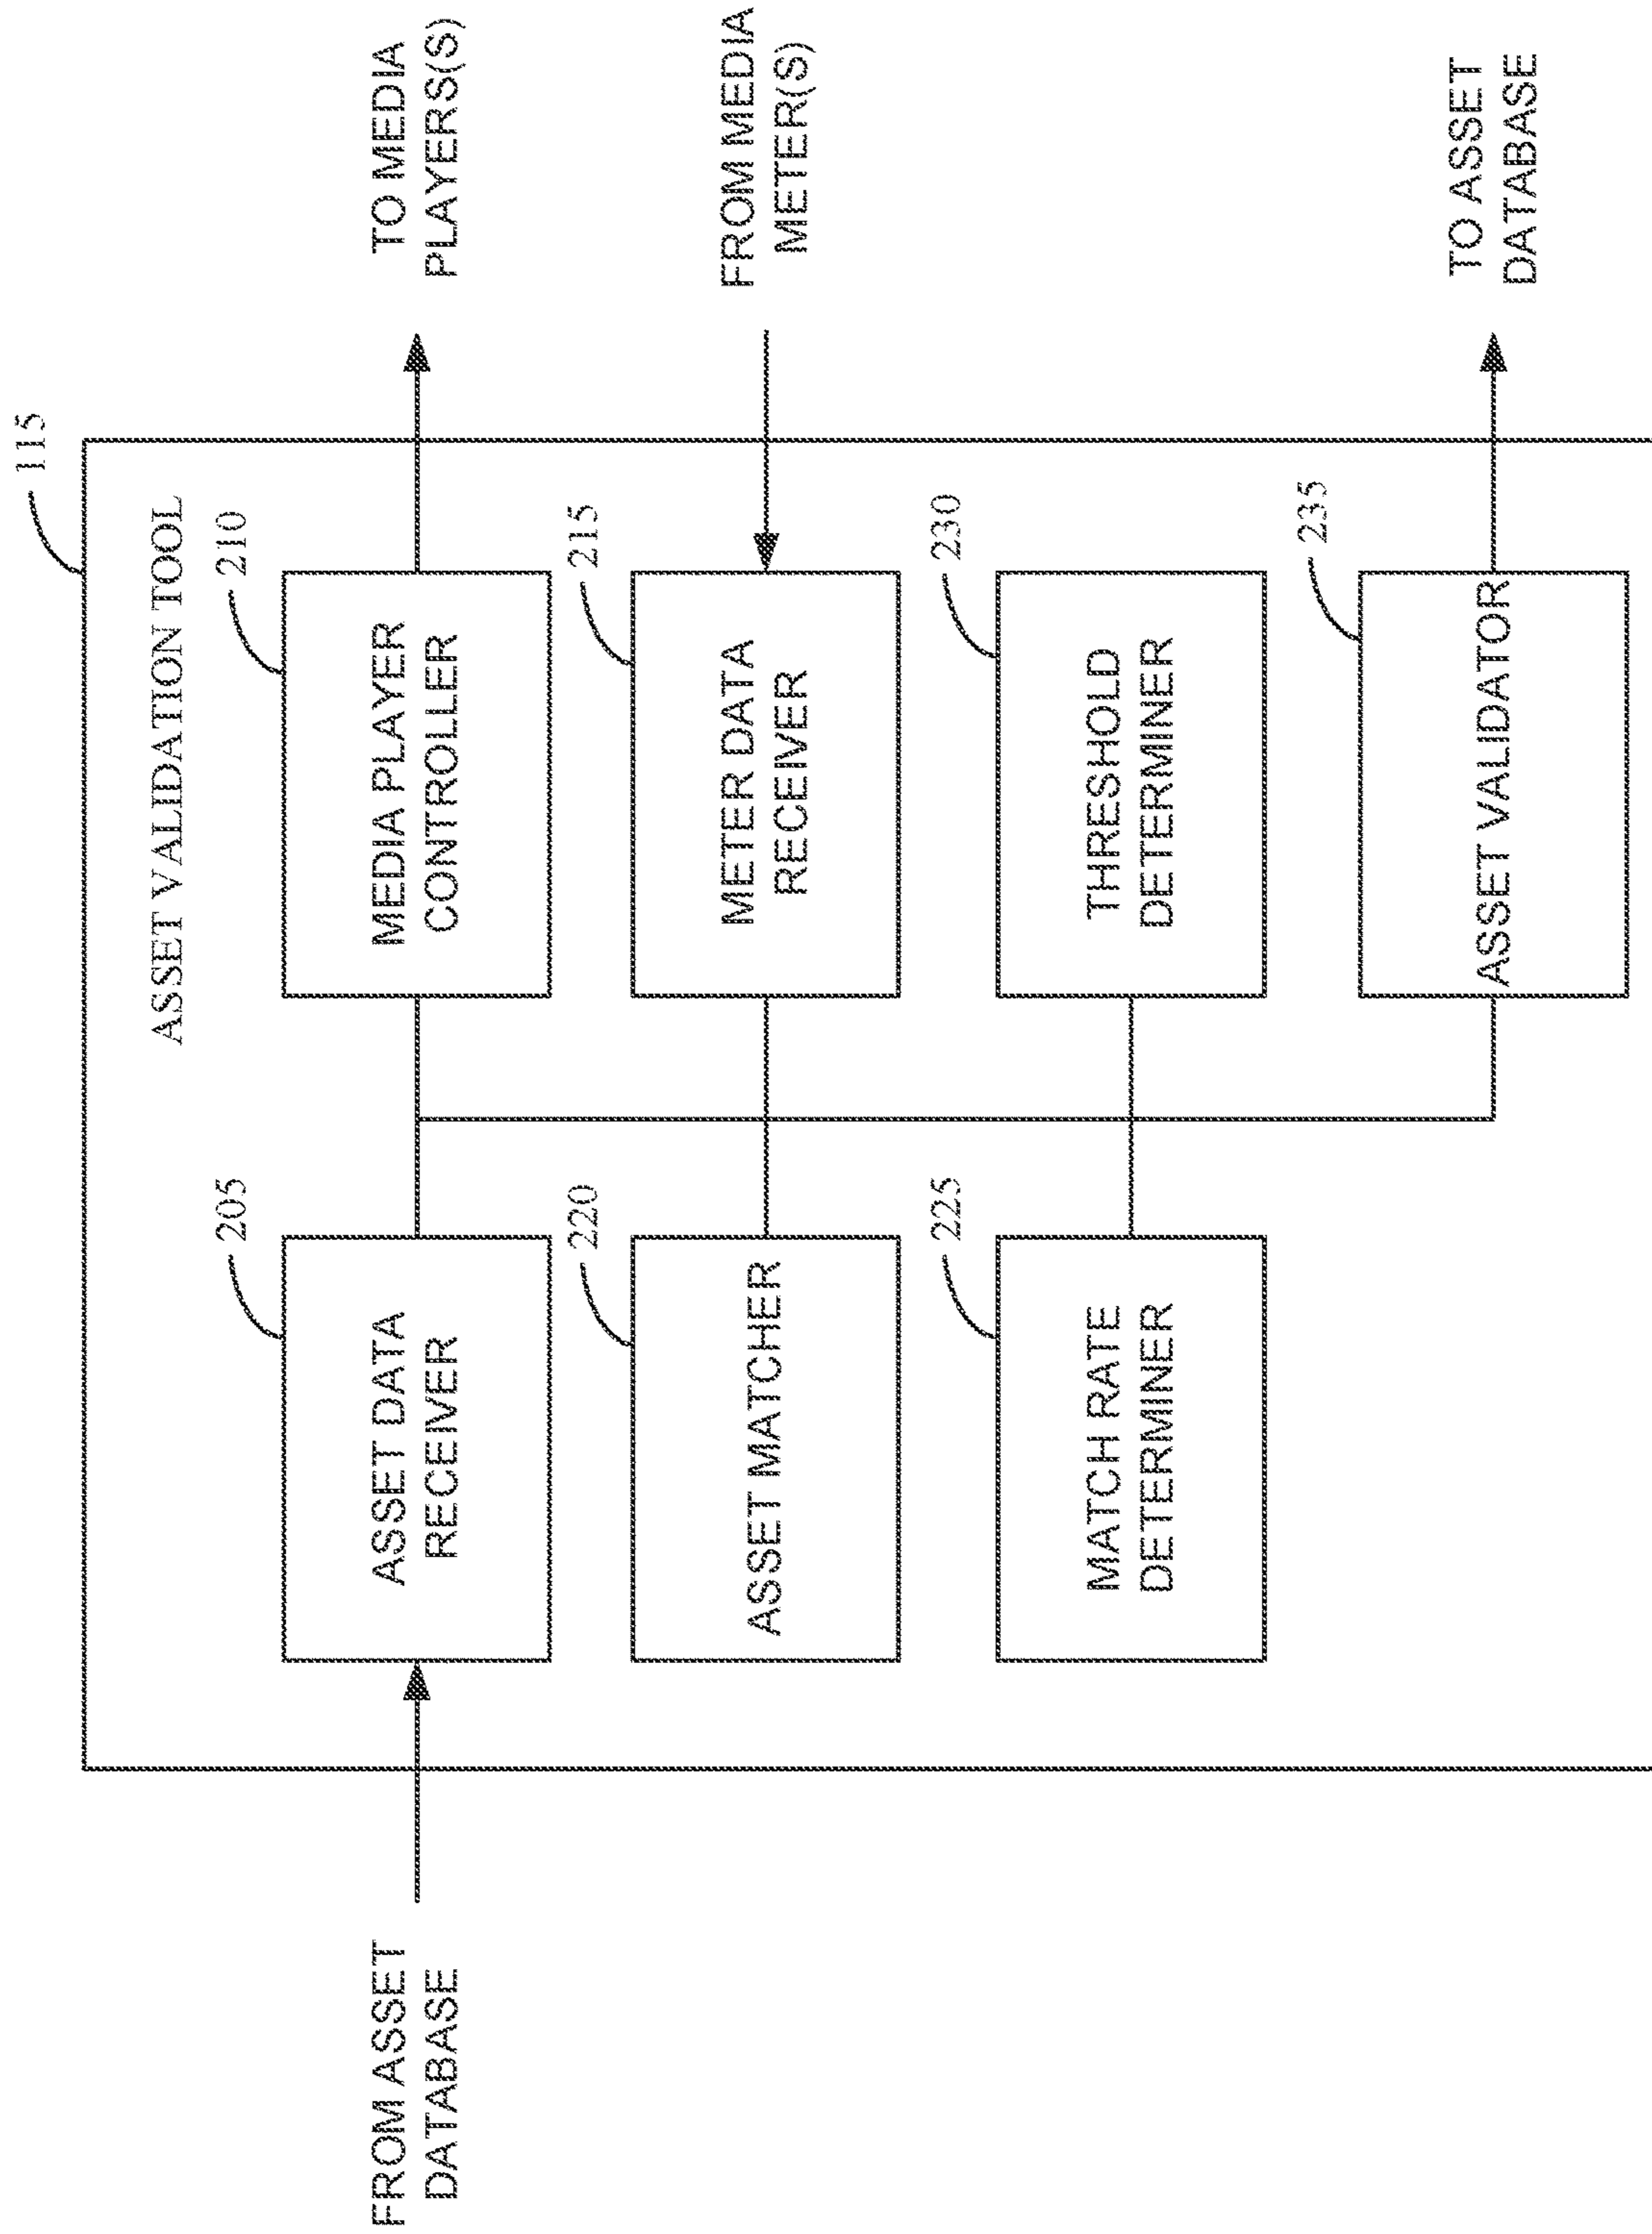 115
ASSET VALIDATION TOOL
FROM ASSET
DATABASE
205
ASSET DATA
RECEIVER
210
MEDIA PLAYER
CONTROLLER
TO MEDIA
PLAYERS(S)
220
ASSET MATCHER
215
METER DATA
RECEIVER
FROM MEDIA
METER(S)
225
MATCH RATE
DETERMINER
230
THRESHOLD
DETERMINER
235
ASSET VALIDATOR
TO ASSET
DATABASE